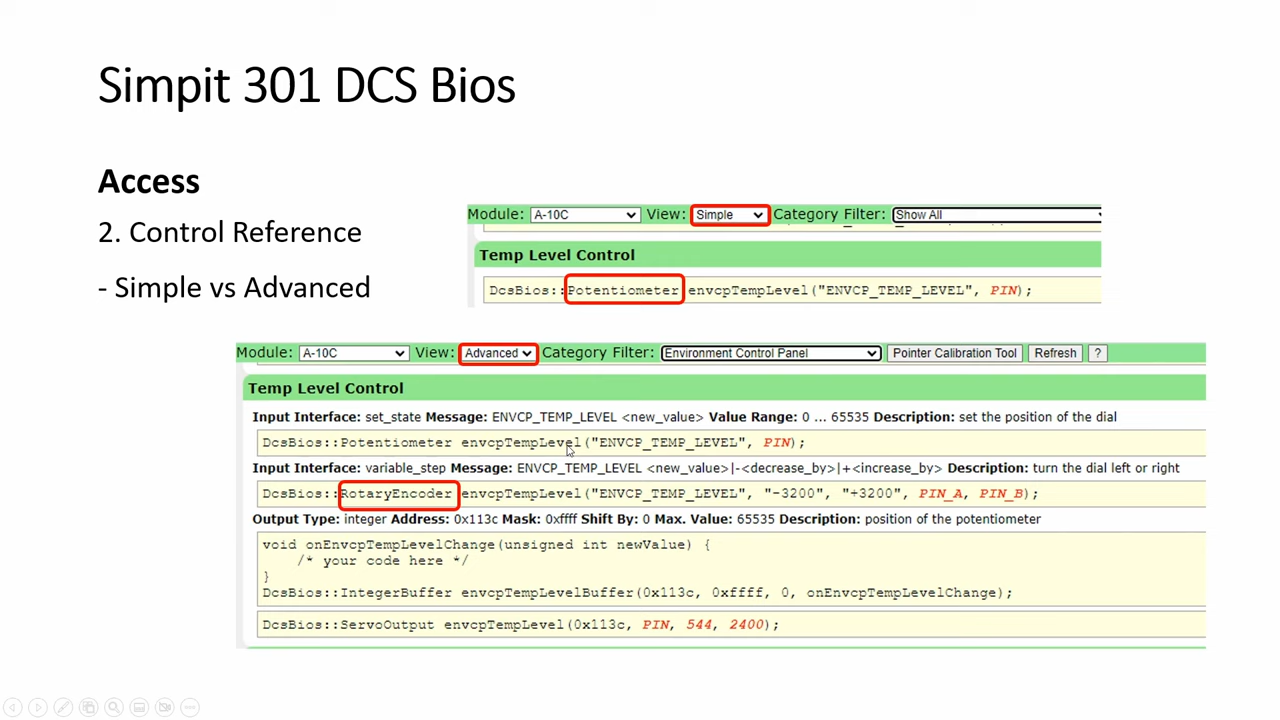 Simpit 301 DCS Bios
Access
2. Control Reference
- Simple vs Advanced
Module: A-10C View: Simple Category Filter: Show All
Temp Level Control
DcsBios::Potentiometer envcpTempLevel("ENVCP_TEMP_LEVEL", PIN);
Module: A-10C View: Advanced Category Filter: Environment Control Panel Pointer Calibration Tool Refresh ?
Temp Level Control
Input Interface: set_state Message: ENVCP_TEMP_LEVEL <new_value> Value Range: 0 ... 65535 Description: set the position of the dial
DcsBios::Potentiometer envcpTempLevel("ENVCP_TEMP_LEVEL", PIN);
Input Interface: variable_step Message: ENVCP_TEMP_LEVEL <new_value>|-<decrease_by>|+<increase_by> Description: turn the dial left or right
DcsBios::RotaryEncoder envcpTempLevel("ENVCP_TEMP_LEVEL", "-3200", "+3200", PIN_A, PIN_B);
Output Type: integer Address: 0x113c Mask: 0xffff Shift By: 0 Max. Value: 65535 Description: position of the potentiometer
void onEnvcpTempLevelChange(unsigned int newValue) {
/* your code here */
}
DcsBios::IntegerBuffer envcpTempLevelBuffer(0x113c, 0xffff, 0, onEnvcpTempLevelChange);
DcsBios::ServoOutput envcpTempLevel(0x113c, PIN, 544, 2400);